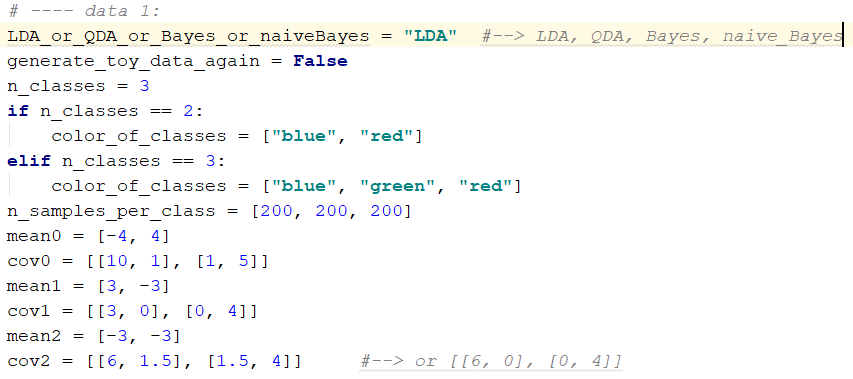 # ---- data 1:
LDA_or_QDA_or_Bayes_or_naiveBayes = "LDA"  #--> LDA, QDA, Bayes, naive_Bayes
generate_toy_data_again = False
n_classes = 3
if n_classes == 2:
    color_of_classes = ["blue", "red"]
elif n_classes == 3:
    color_of_classes = ["blue", "green", "red"]
n_samples_per_class = [200, 200, 200]
mean0 = [-4, 4]
cov0 = [[10, 1], [1, 5]]
mean1 = [3, -3]
cov1 = [[3, 0], [0, 4]]
mean2 = [-3, -3]
cov2 = [[6, 1.5], [1.5, 4]]     #--> or [[6, 0], [0, 4]]